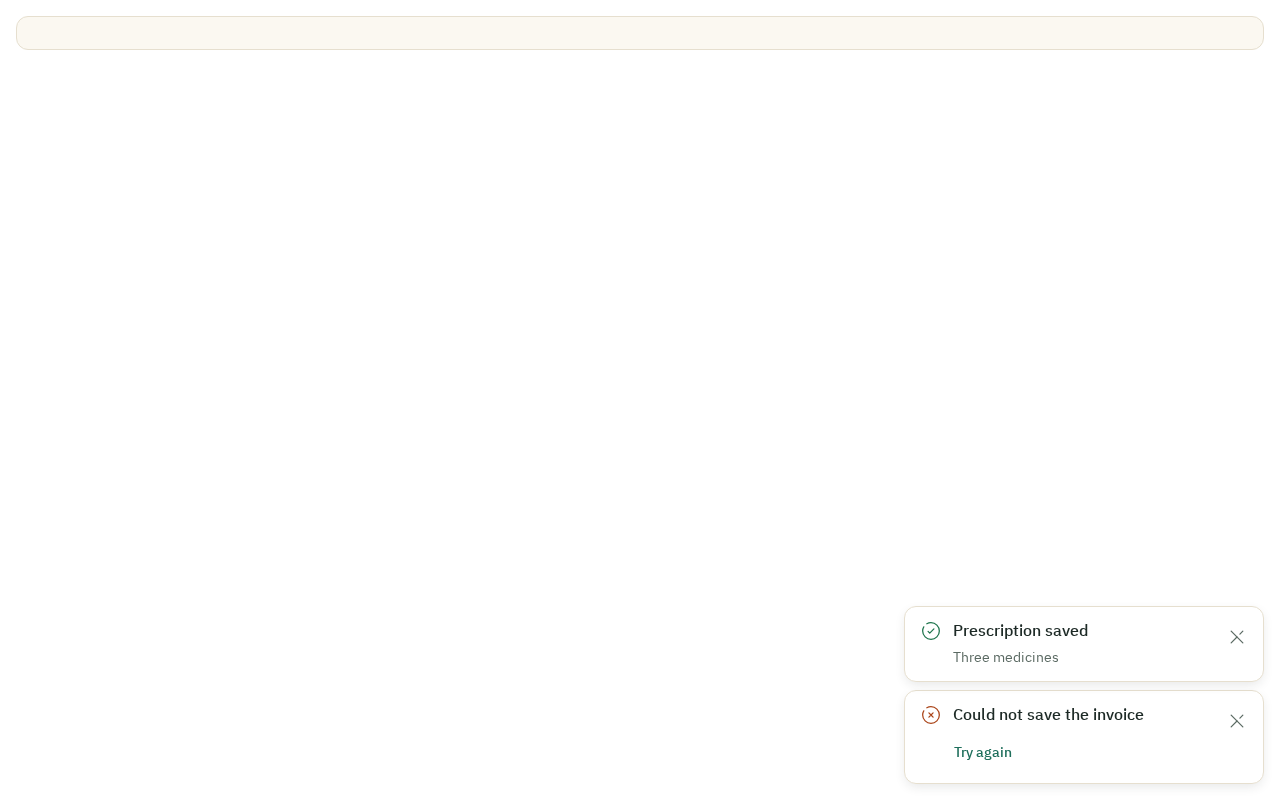 Prescription saved
Three medicines
Could not save the invoice
Try again